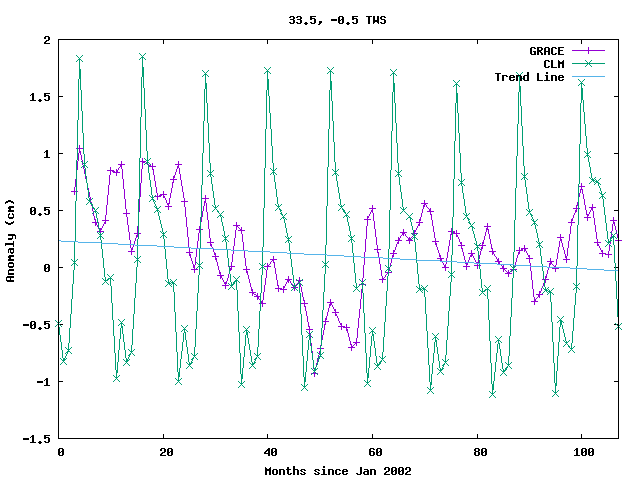 33.5, -0.5 TWS
GRACE
CLM
Trend Line
2
1.5
1
0.5
0
-0.5
-1
-1.5
Anomaly (cm)
0 20 40 60 80 100
Months since Jan 2002